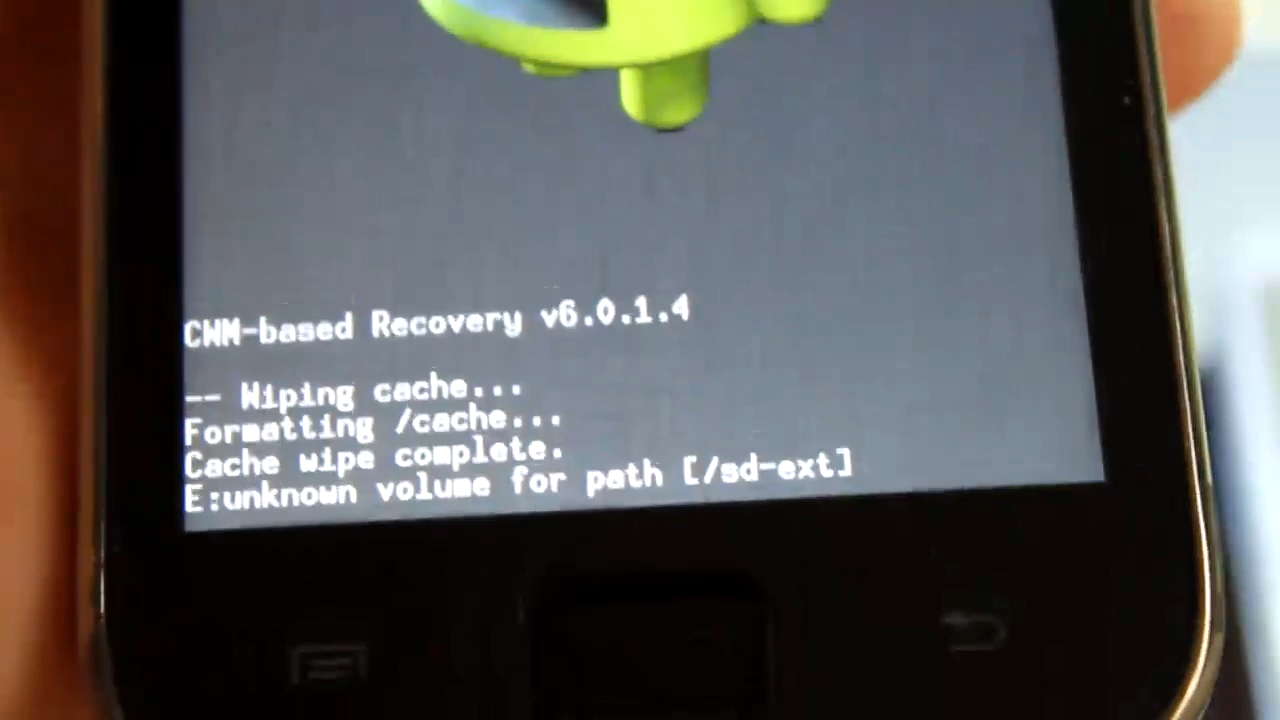 CWM-based Recovery v6.0.1.4
-- Wiping cache...
Formatting /cache...
Cache wipe complete.
E:unknown volume for path [/sd-ext]